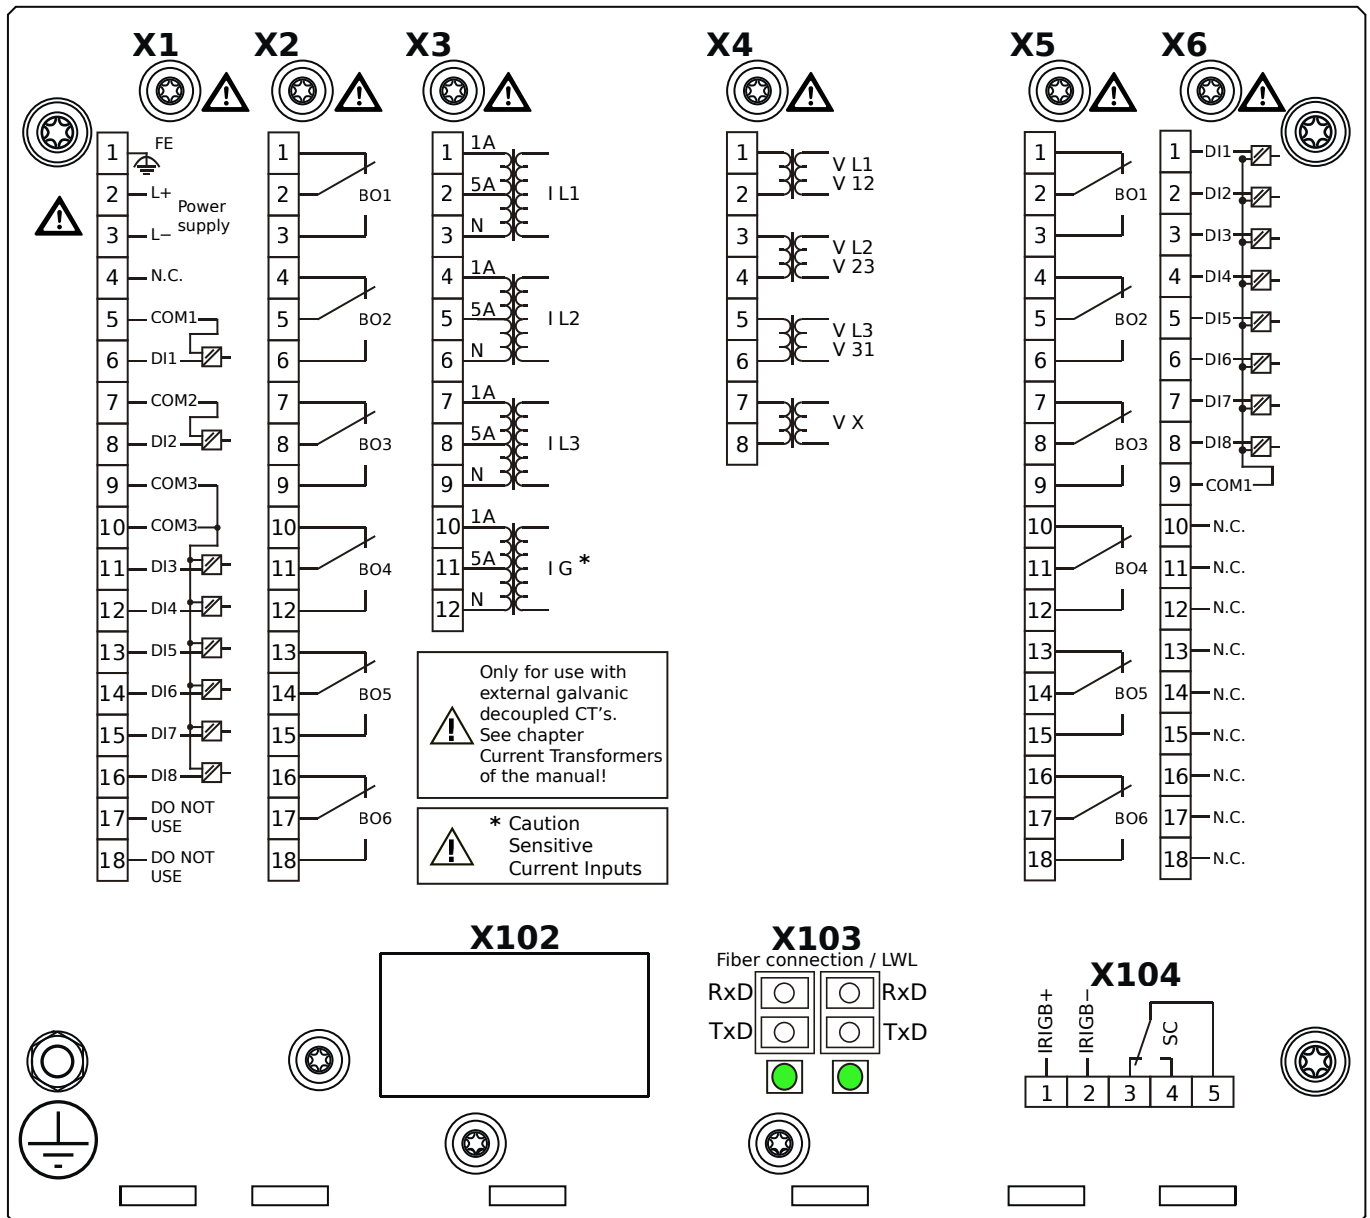 X1 X2 X3 X4 X5 X6
1 FE
2 L+
Power
supply
3 L−
4 N.C.
5 COM1
6 DI1
7 COM2
8 DI2
9 COM3
10 COM3
11 DI3
12 DI4
13 DI5
14 DI6
15 DI7
16 DI8
17 DO NOT
USE
18 DO NOT
USE
1
2 BO1
3
4
5 BO2
6
7
8 BO3
9
10
11 BO4
12
13
14 BO5
15
16
17 BO6
18
1 1A
2 5A I L1
3 N
4 1A
5 5A I L2
6 N
7 1A
8 5A I L3
9 N
10 1A
11 5A I G *
12 N
Only for use with
external galvanic
decoupled CT's.
See chapter
Current Transformers
of the manual!
* Caution
Sensitive
Current Inputs
1 V L1
2 V 12
3 V L2
4 V 23
5 V L3
6 V 31
7 V X
8
1
2 BO1
3
4
5 BO2
6
7
8 BO3
9
10
11 BO4
12
13
14 BO5
15
16
17 BO6
18
1 DI1
2 DI2
3 DI3
4 DI4
5 DI5
6 DI6
7 DI7
8 DI8
9 COM1
10 N.C.
11 N.C.
12 N.C.
13 N.C.
14 N.C.
15 N.C.
16 N.C.
17 N.C.
18 N.C.
X102
X103
Fiber connection / LWL
RxD RxD
TxD TxD
X104
IRIGB+
IRIGB−
SC
1 2 3 4 5